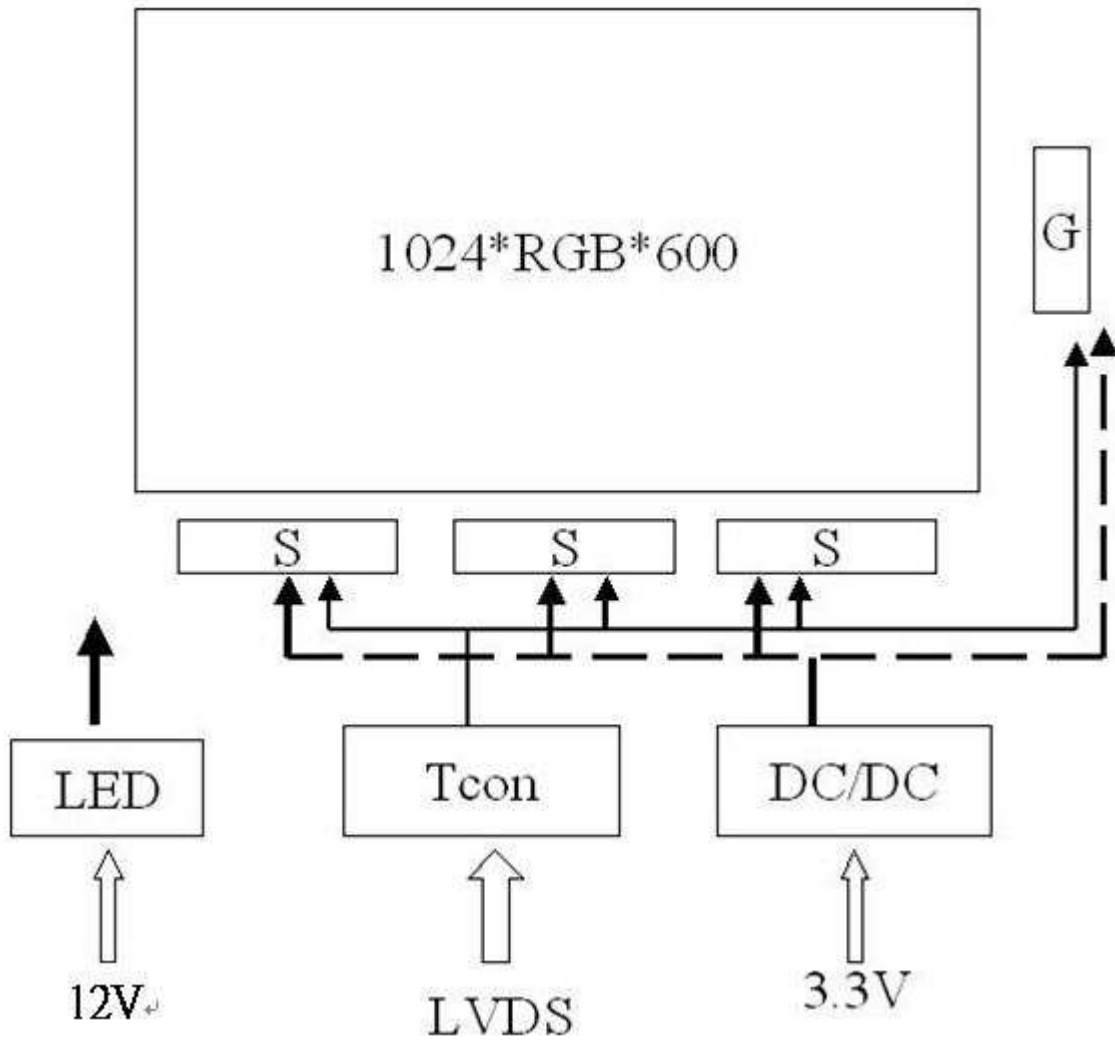 1024*RGB*600
G
S
S
S
LED
Tcon
DC/DC
12V
LVDS
3.3V